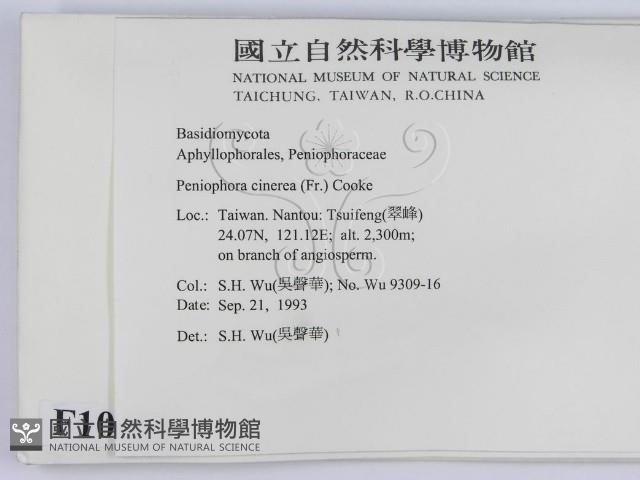 國立自然科學博物館
NATIONAL MUSEUM OF NATURAL SCIENCE
TAICHUNG, TAIWAN, R.O.CHINA
Basidiomycota
Aphyllophorales, Peniophoraceae
Peniophora cinerea (Fr.) Cooke
Loc.: Taiwan. Nantou: Tsuifeng(翠峰)
24.07N, 121.12E; alt. 2,300m;
on branch of angiosperm.
Col.: S.H. Wu(吳聲華); No. Wu 9309-16
Date: Sep. 21, 1993
Det.: S.H. Wu(吳聲華)
F10
國立自然科學博物館
NATIONAL MUSEUM OF NATURAL SCIENCE